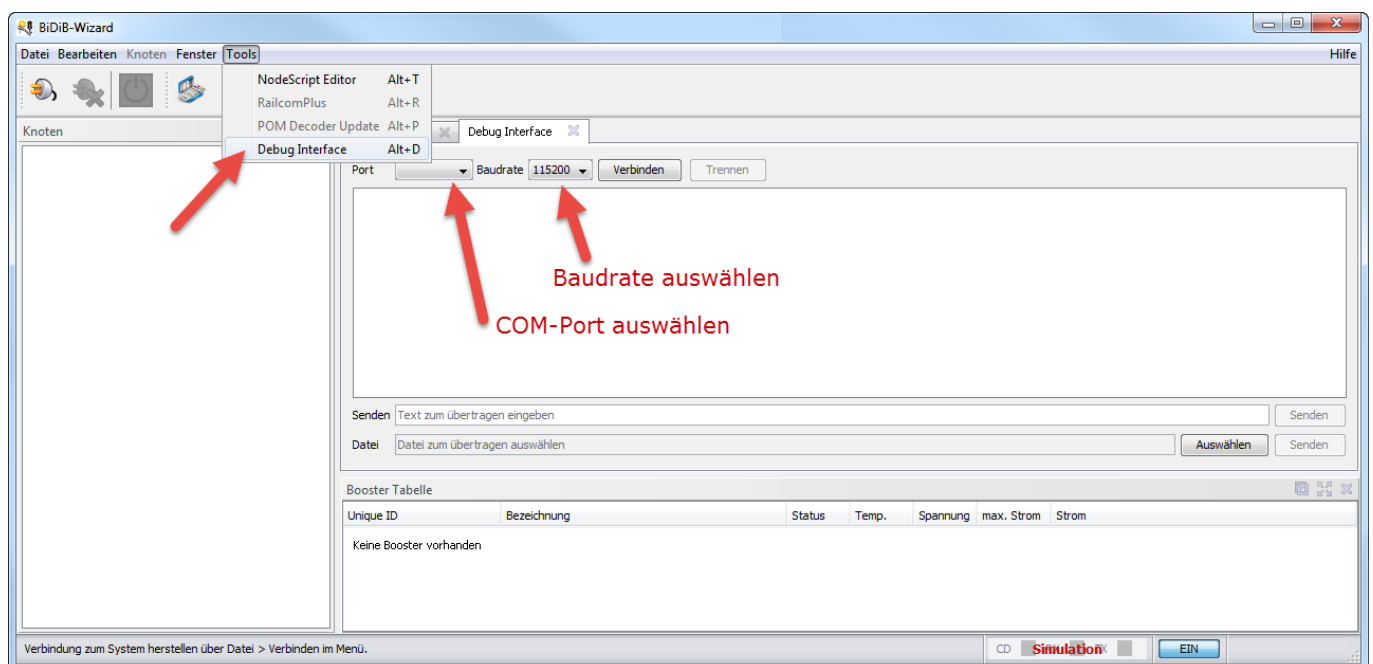 BiDiB-Wizard
Datei Bearbeiten Knoten Fenster Tools Hilfe
NodeScript Editor Alt+T
RailcomPlus Alt+R
POM Decoder Update Alt+P
Debug Interface Alt+D
Knoten
Debug Interface
Port Baudrate 115200 Verbinden Trennen
Baudrate auswählen
COM-Port auswählen
Senden Text zum übertragen eingeben Senden
Datei Datei zum übertragen auswählen Auswählen Senden
Booster Tabelle
Unique ID Bezeichnung Status Temp. Spannung max. Strom Strom
Keine Booster vorhanden
Verbindung zum System herstellen über Datei > Verbinden im Menü. CD Simulation EIN